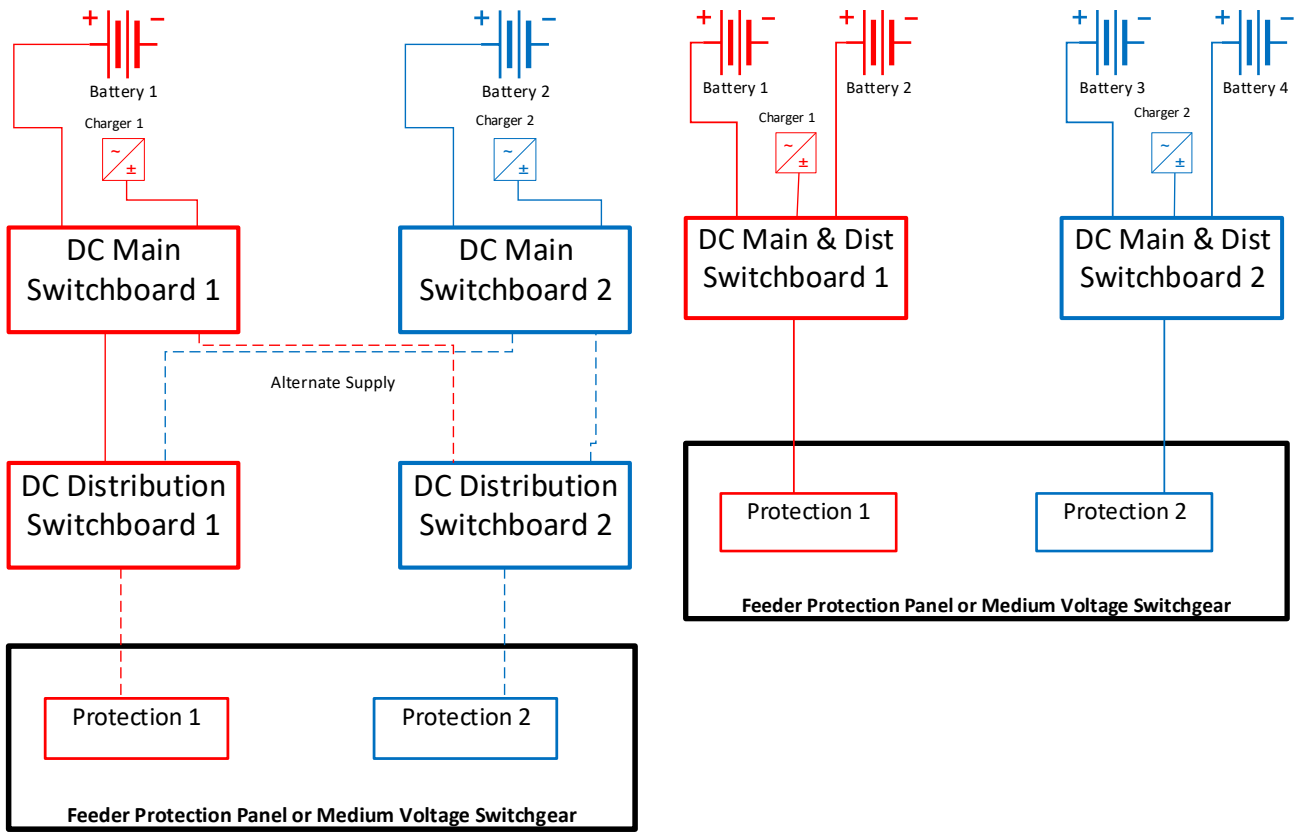 + −
Battery 1
Charger 1
~
±
DC Main
Switchboard 1
+ −
Battery 2
Charger 2
~
±
DC Main
Switchboard 2
Alternate Supply
DC Distribution
Switchboard 1
DC Distribution
Switchboard 2
Protection 1
Protection 2
Feeder Protection Panel or Medium Voltage Switchgear
+ −
Battery 1
+ −
Battery 2
Charger 1
~
±
DC Main & Dist
Switchboard 1
+ −
Battery 3
+ −
Battery 4
Charger 2
~
±
DC Main & Dist
Switchboard 2
Protection 1
Protection 2
Feeder Protection Panel or Medium Voltage Switchgear